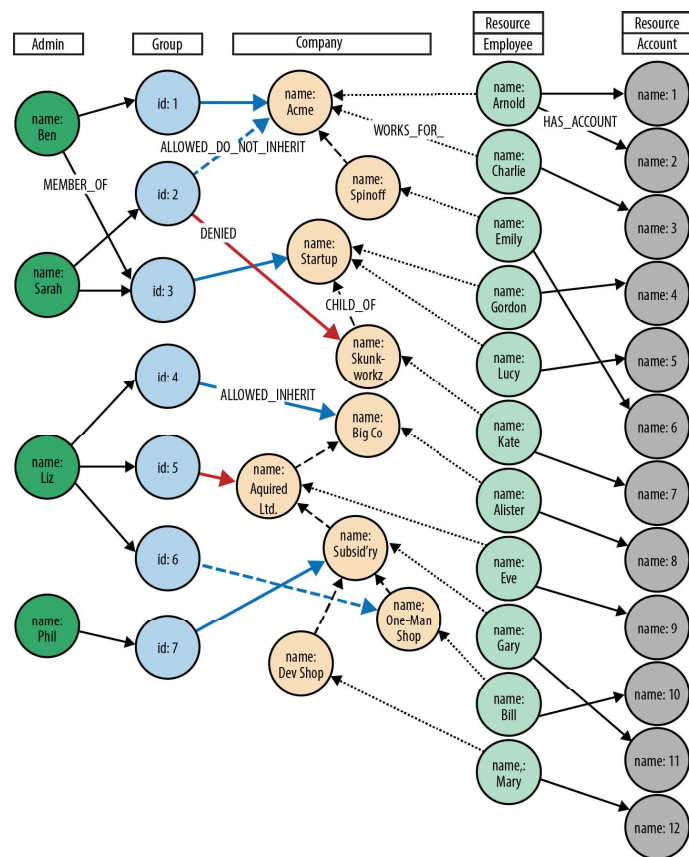 Resource
Resource
Admin
Group
Company
Employee
Account
name:
Ben
id: 1
name:
Acme
name:
Arnold
name: 1
HAS_ACCOUNT
WORKS_FOR_
ALLOWED_DO_NOT_INHERIT
name:
Charlie
name: 2
MEMBER_OF
id: 2
name:
Spinoff
name:
Emily
name: 3
DENIED
name:
Startup
name:
Sarah
id: 3
name:
Gordon
name: 4
CHILD_OF
name:
Skunk-
workz
name:
Lucy
name: 5
id: 4
ALLOWED_INHERIT
name:
Big Co
name:
Kate
name: 6
name:
Liz
id: 5
name:
Aquired
Ltd.
name:
Alister
name: 7
id: 6
name:
Subsid'ry
name:
Eve
name: 8
name:
Phil
id: 7
name;
One-Man
Shop
name:
Gary
name: 9
name:
Dev Shop
name:
Bill
name: 10
name,:
Mary
name: 11
name: 12